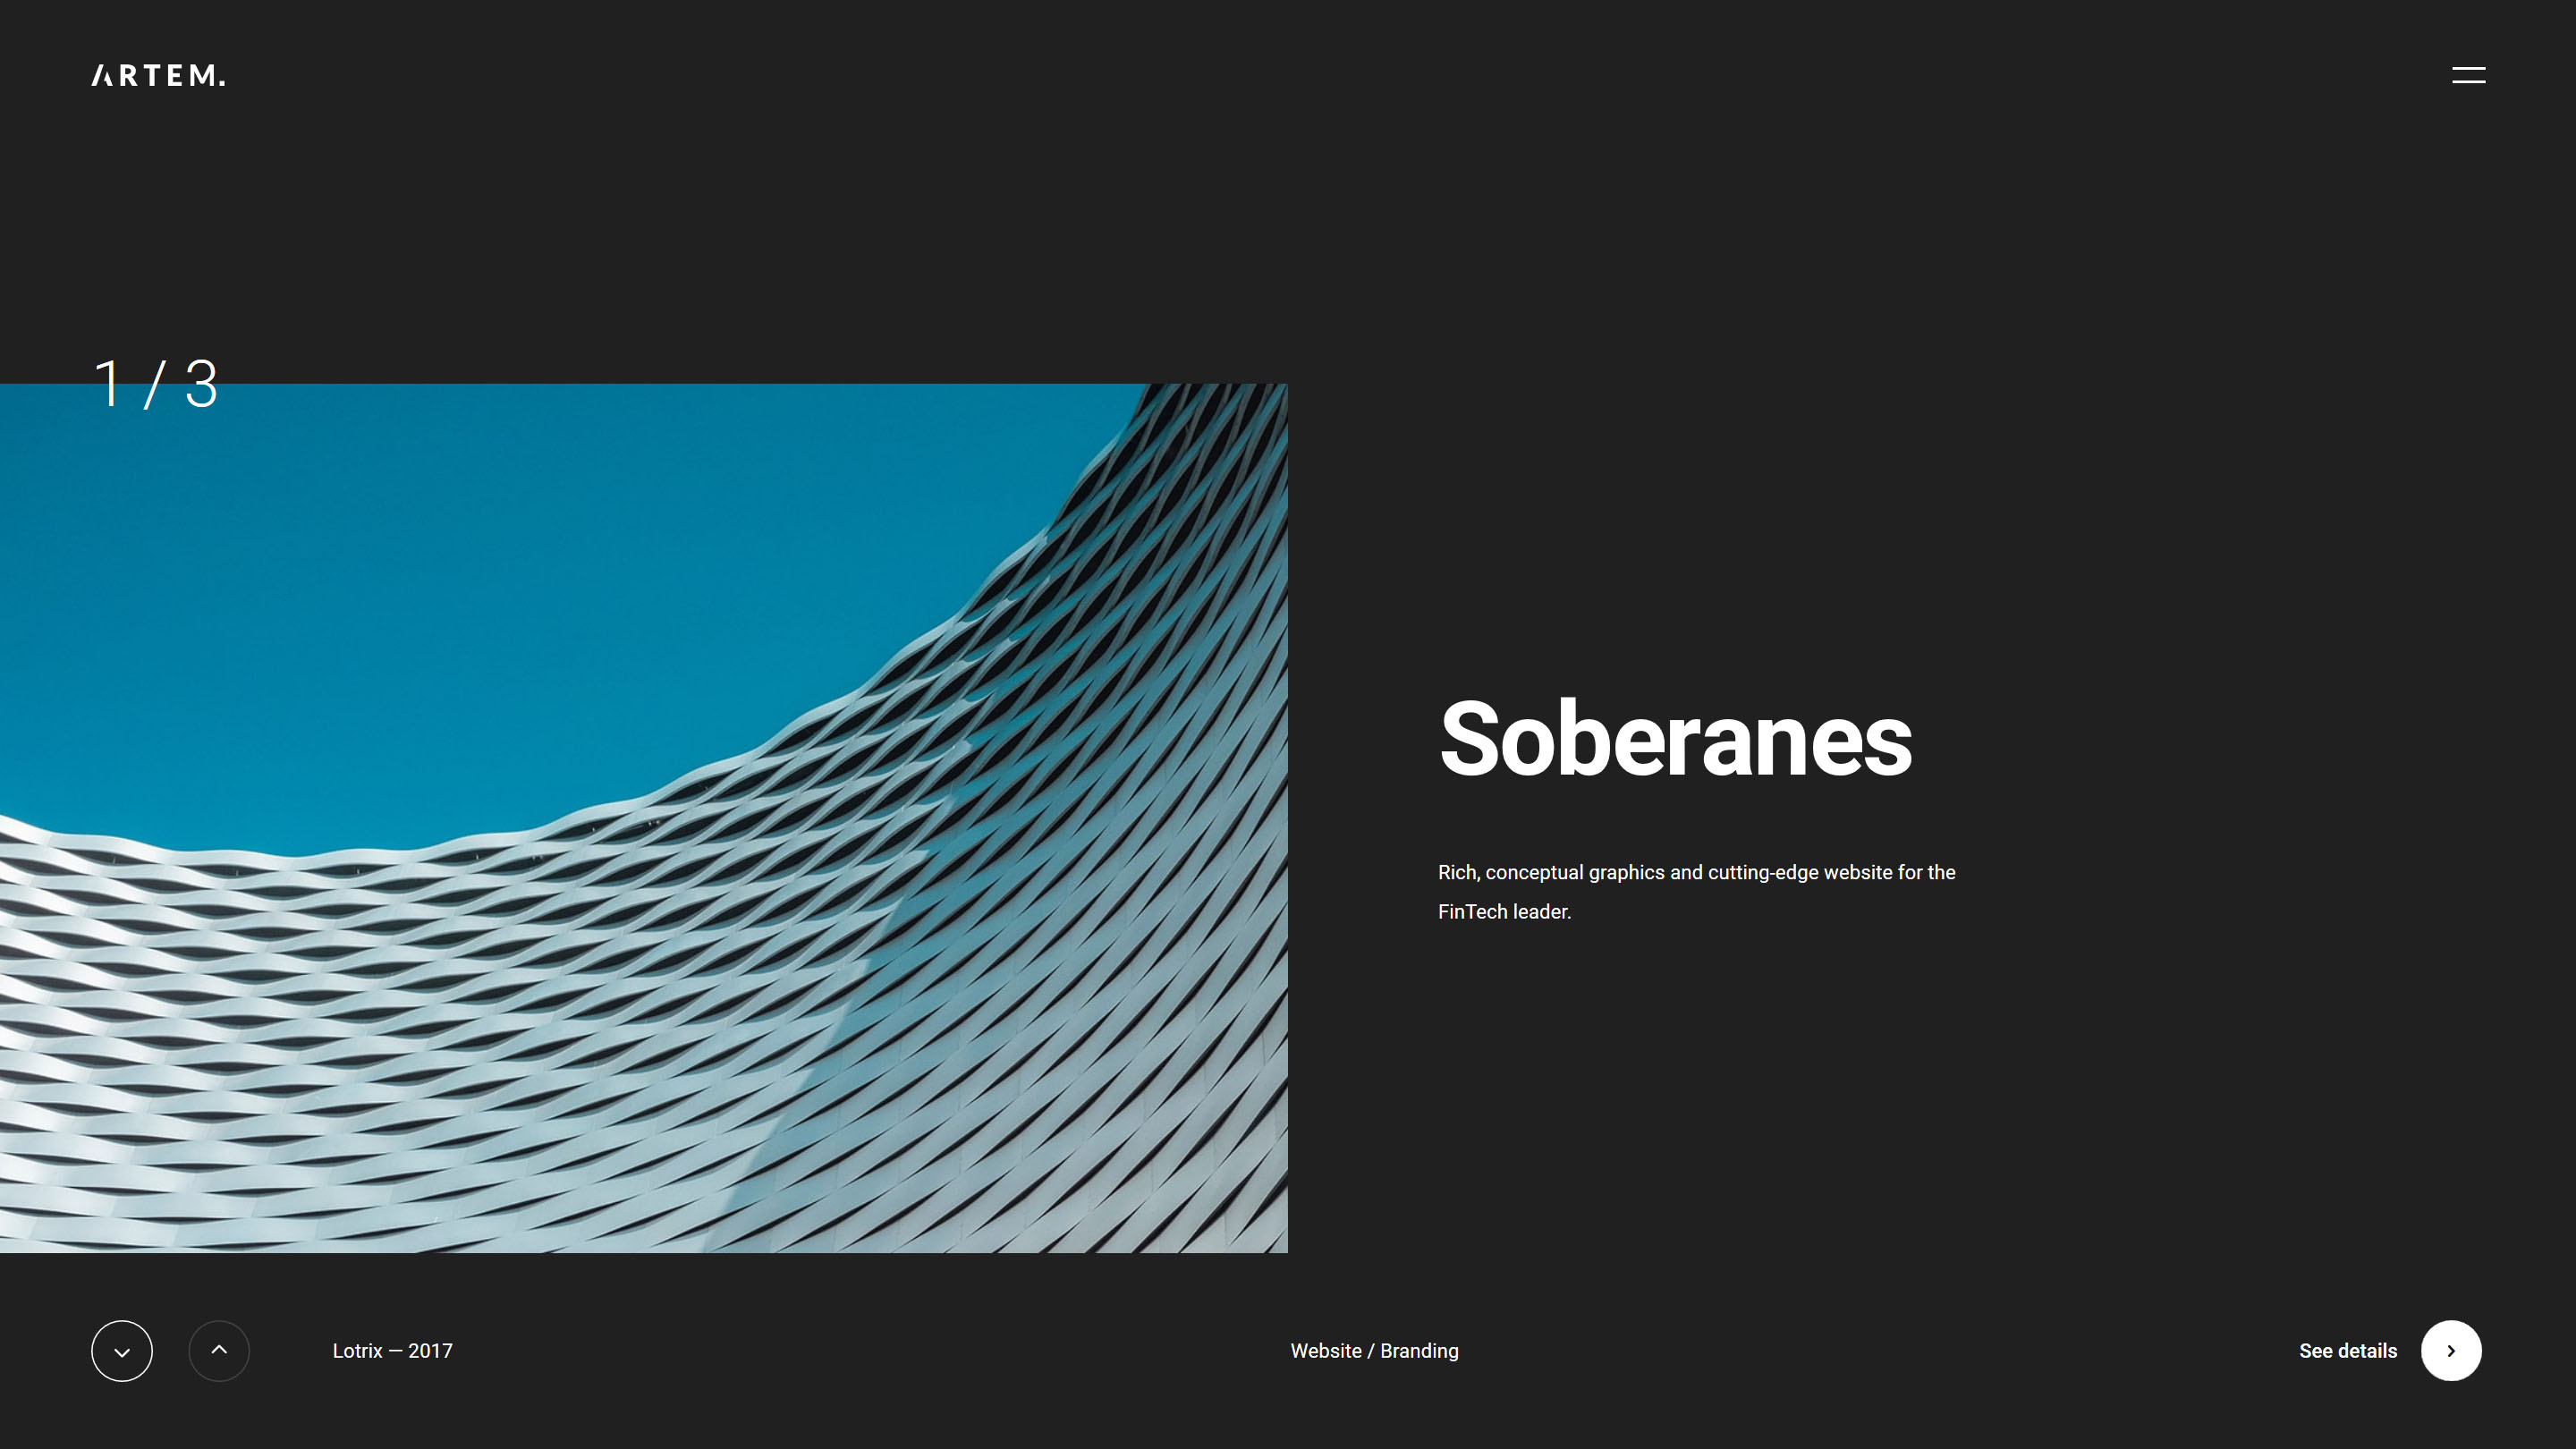 ARTEM.
1 / 3
Soberanes
Rich, conceptual graphics and cutting-edge website for the
FinTech leader.
Lotrix — 2017
Website / Branding
See details